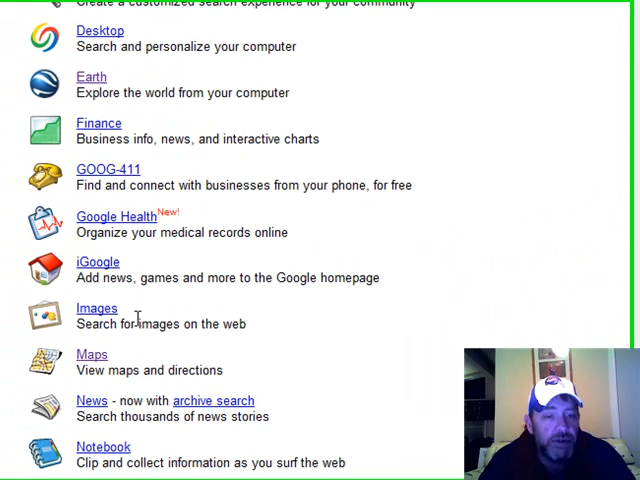 Create a customized search experience for your community
Desktop
Search and personalize your computer
Earth
Explore the world from your computer
Finance
Business info, news, and interactive charts
GOOG-411
Find and connect with businesses from your phone, for free
Google Health New!
Organize your medical records online
iGoogle
Add news, games and more to the Google homepage
Images
Search for images on the web
Maps
View maps and directions
News - now with archive search
Search thousands of news stories
Notebook
Clip and collect information as you surf the web